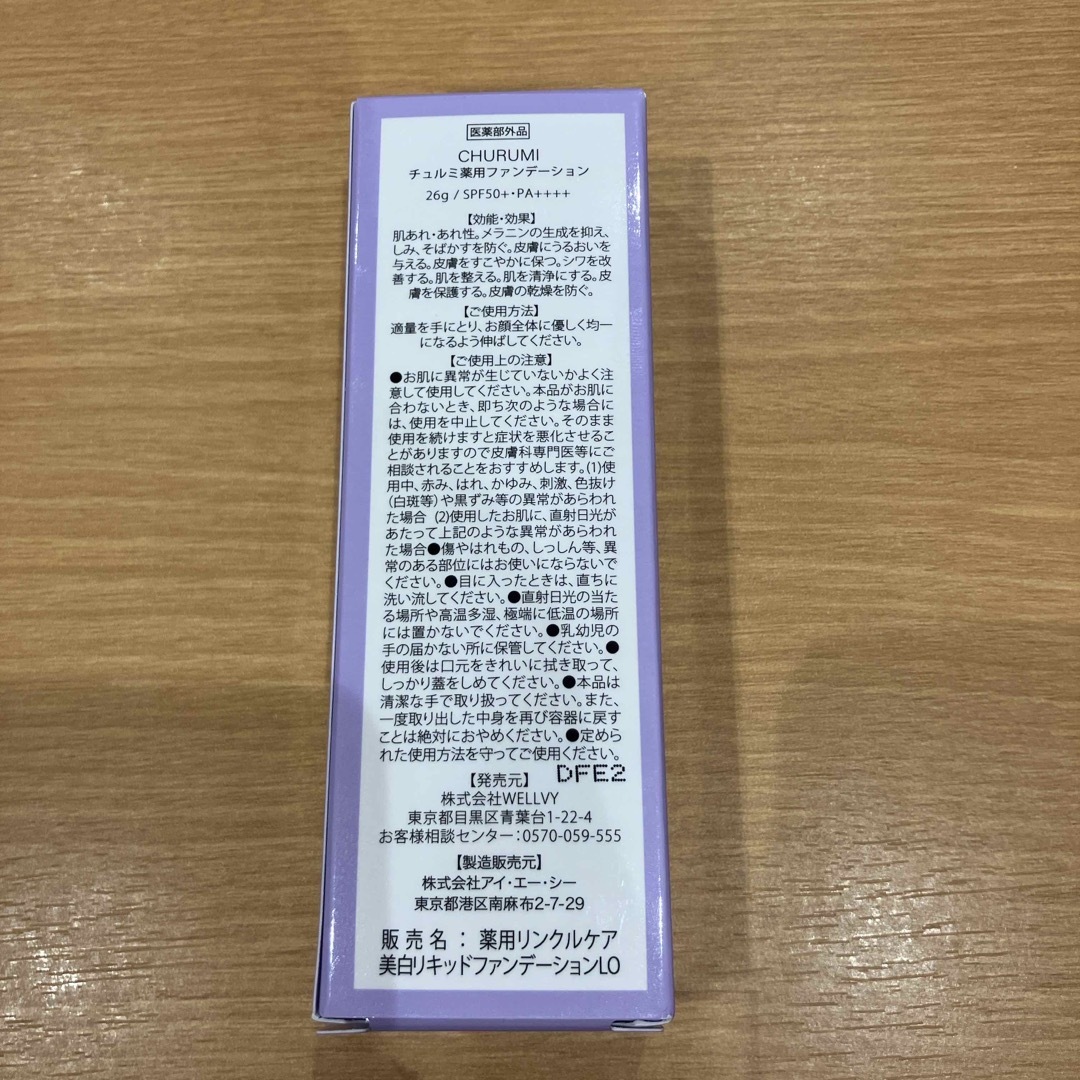 医薬部外品
CHURUMI
チュルミ薬用ファンデーション
26g / SPF50+・PA++++
【効能・効果】
肌あれ・あれ性。メラニンの生成を抑え、
しみ、そばかすを防ぐ。皮膚にうるおいを
与える。皮膚をすこやかに保つ。シワを改
善する。肌を整える。肌を清浄にする。皮
膚を保護する。皮膚の乾燥を防ぐ。
【ご使用方法】
適量を手にとり、お顔全体に優しく均一
になるよう伸ばしてください。
【ご使用上の注意】
●お肌に異常が生じていないかよく注
意して使用してください。本品がお肌に
合わないとき、即ち次のような場合に
は、使用を中止してください。そのまま
使用を続けますと症状を悪化させるこ
とがありますので皮膚科専門医等にご
相談されることをおすすめします。(1)使
用中、赤み、はれ、かゆみ、刺激、色抜け
(白斑等)や黒ずみ等の異常があらわれ
た場合 (2)使用したお肌に、直射日光が
あたって上記のような異常があらわれ
た場合●傷やはれもの、しっしん等、異
常のある部位にはお使いにならないで
ください。●目に入ったときは、直ちに
洗い流してください。●直射日光の当た
る場所や高温多湿、極端に低温の場所
には置かないでください。●乳幼児の
手の届かない所に保管してください。●
使用後は口元をきれいに拭き取って、
しっかり蓋をしめてください。●本品は
清潔な手で取り扱ってください。また、
一度取り出した中身を再び容器に戻す
ことは絶対におやめください。●定めら
れた使用方法を守ってご使用ください。
DFE2
【発売元】
株式会社WELLVY
東京都目黒区青葉台1-22-4
お客様相談センター:0570-059-555
【製造販売元】
株式会社アイ・エー・シー
東京都港区南麻布2-7-29
販売名:薬用リンクルケア
美白リキッドファンデーションLO